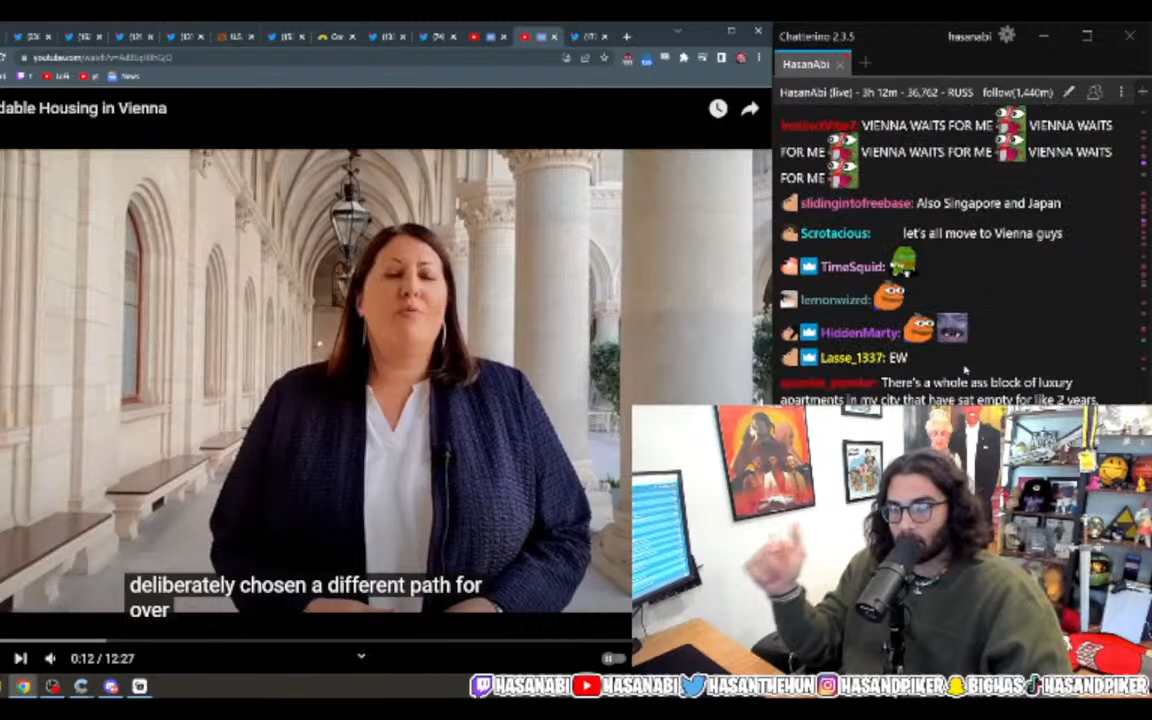 Chatterino 2.3.5
hasanabi
HasanAbi
HasanAbi (live) - 3h 12m - 36,762 - RUSS follow(1,440m)
News
dable Housing in Vienna
VIENNA WAITS FOR ME VIENNA WAITS
FOR ME VIENNA WAITS FOR ME VIENNA WAITS
FOR ME
slidingintofreebase: Also Singapore and Japan
Scrotacious: let's all move to Vienna guys
TimeSquid:
lemonwizrd:
HiddenMarty:
Lasse_1337: EW
There's a whole ass block of luxury
apartments in my city that have sat empty for like 2 years.
deliberately chosen a different path for
over
0:12 / 12:27
HASANABI HASANABI HASANTHEHUN HASANDPIKER BIGHAS HASANDPIKER